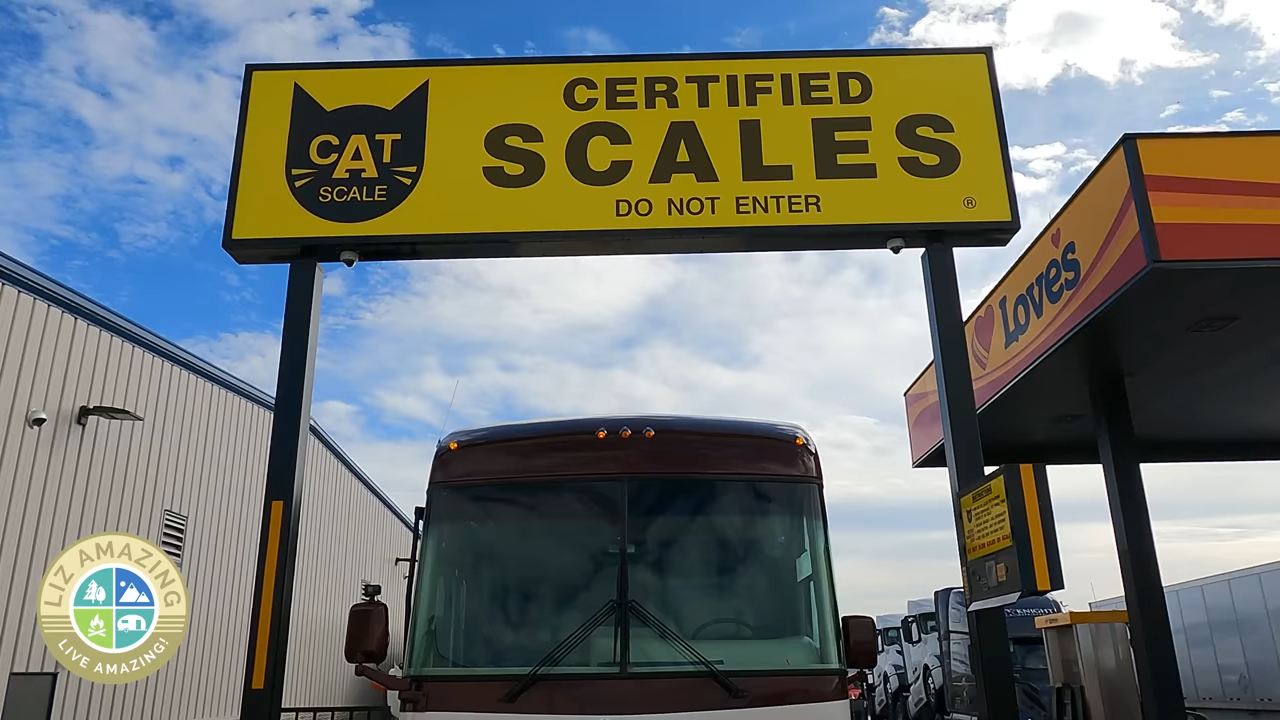 CERTIFIED
SCALES
DO NOT ENTER
®
CAT
SCALE
Love's
KNIGHT
LIZ AMAZING
LIVE AMAZING!